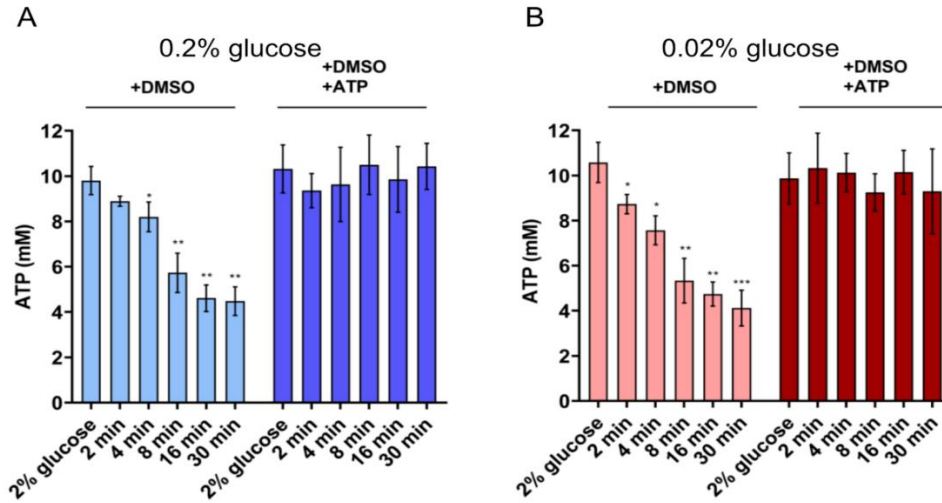 A
0.2% glucose
+DMSO
+DMSO
+ATP
ATP (mM)
12
10
8
6
4
2
0
*
**
**
**
2% glucose
2 min
4 min
8 min
16 min
30 min
2% glucose
2 min
4 min
8 min
16 min
30 min
B
0.02% glucose
+DMSO
+DMSO
+ATP
ATP (mM)
12
10
8
6
4
2
0
*
*
**
**
***
2% glucose
2 min
4 min
8 min
16 min
30 min
2% glucose
2 min
4 min
8 min
16 min
30 min